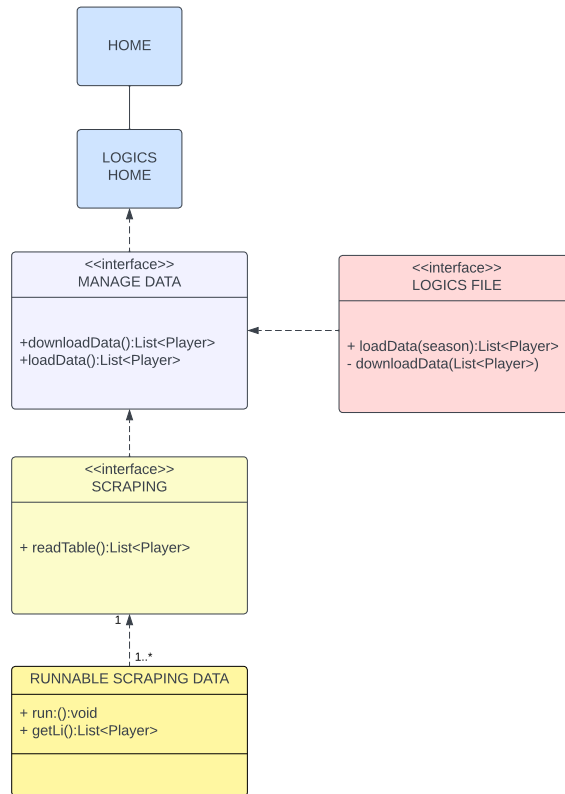 HOME
LOGICS
HOME
<<interface>>
MANAGE DATA
+downloadData():List<Player>
+loadData():List<Player>
<<interface>>
LOGICS FILE
+ loadData(season):List<Player>
- downloadData(List<Player>)
<<interface>>
SCRAPING
+ readTable():List<Player>
1
1..*
RUNNABLE SCRAPING DATA
+ run:():void
+ getLi():List<Player>